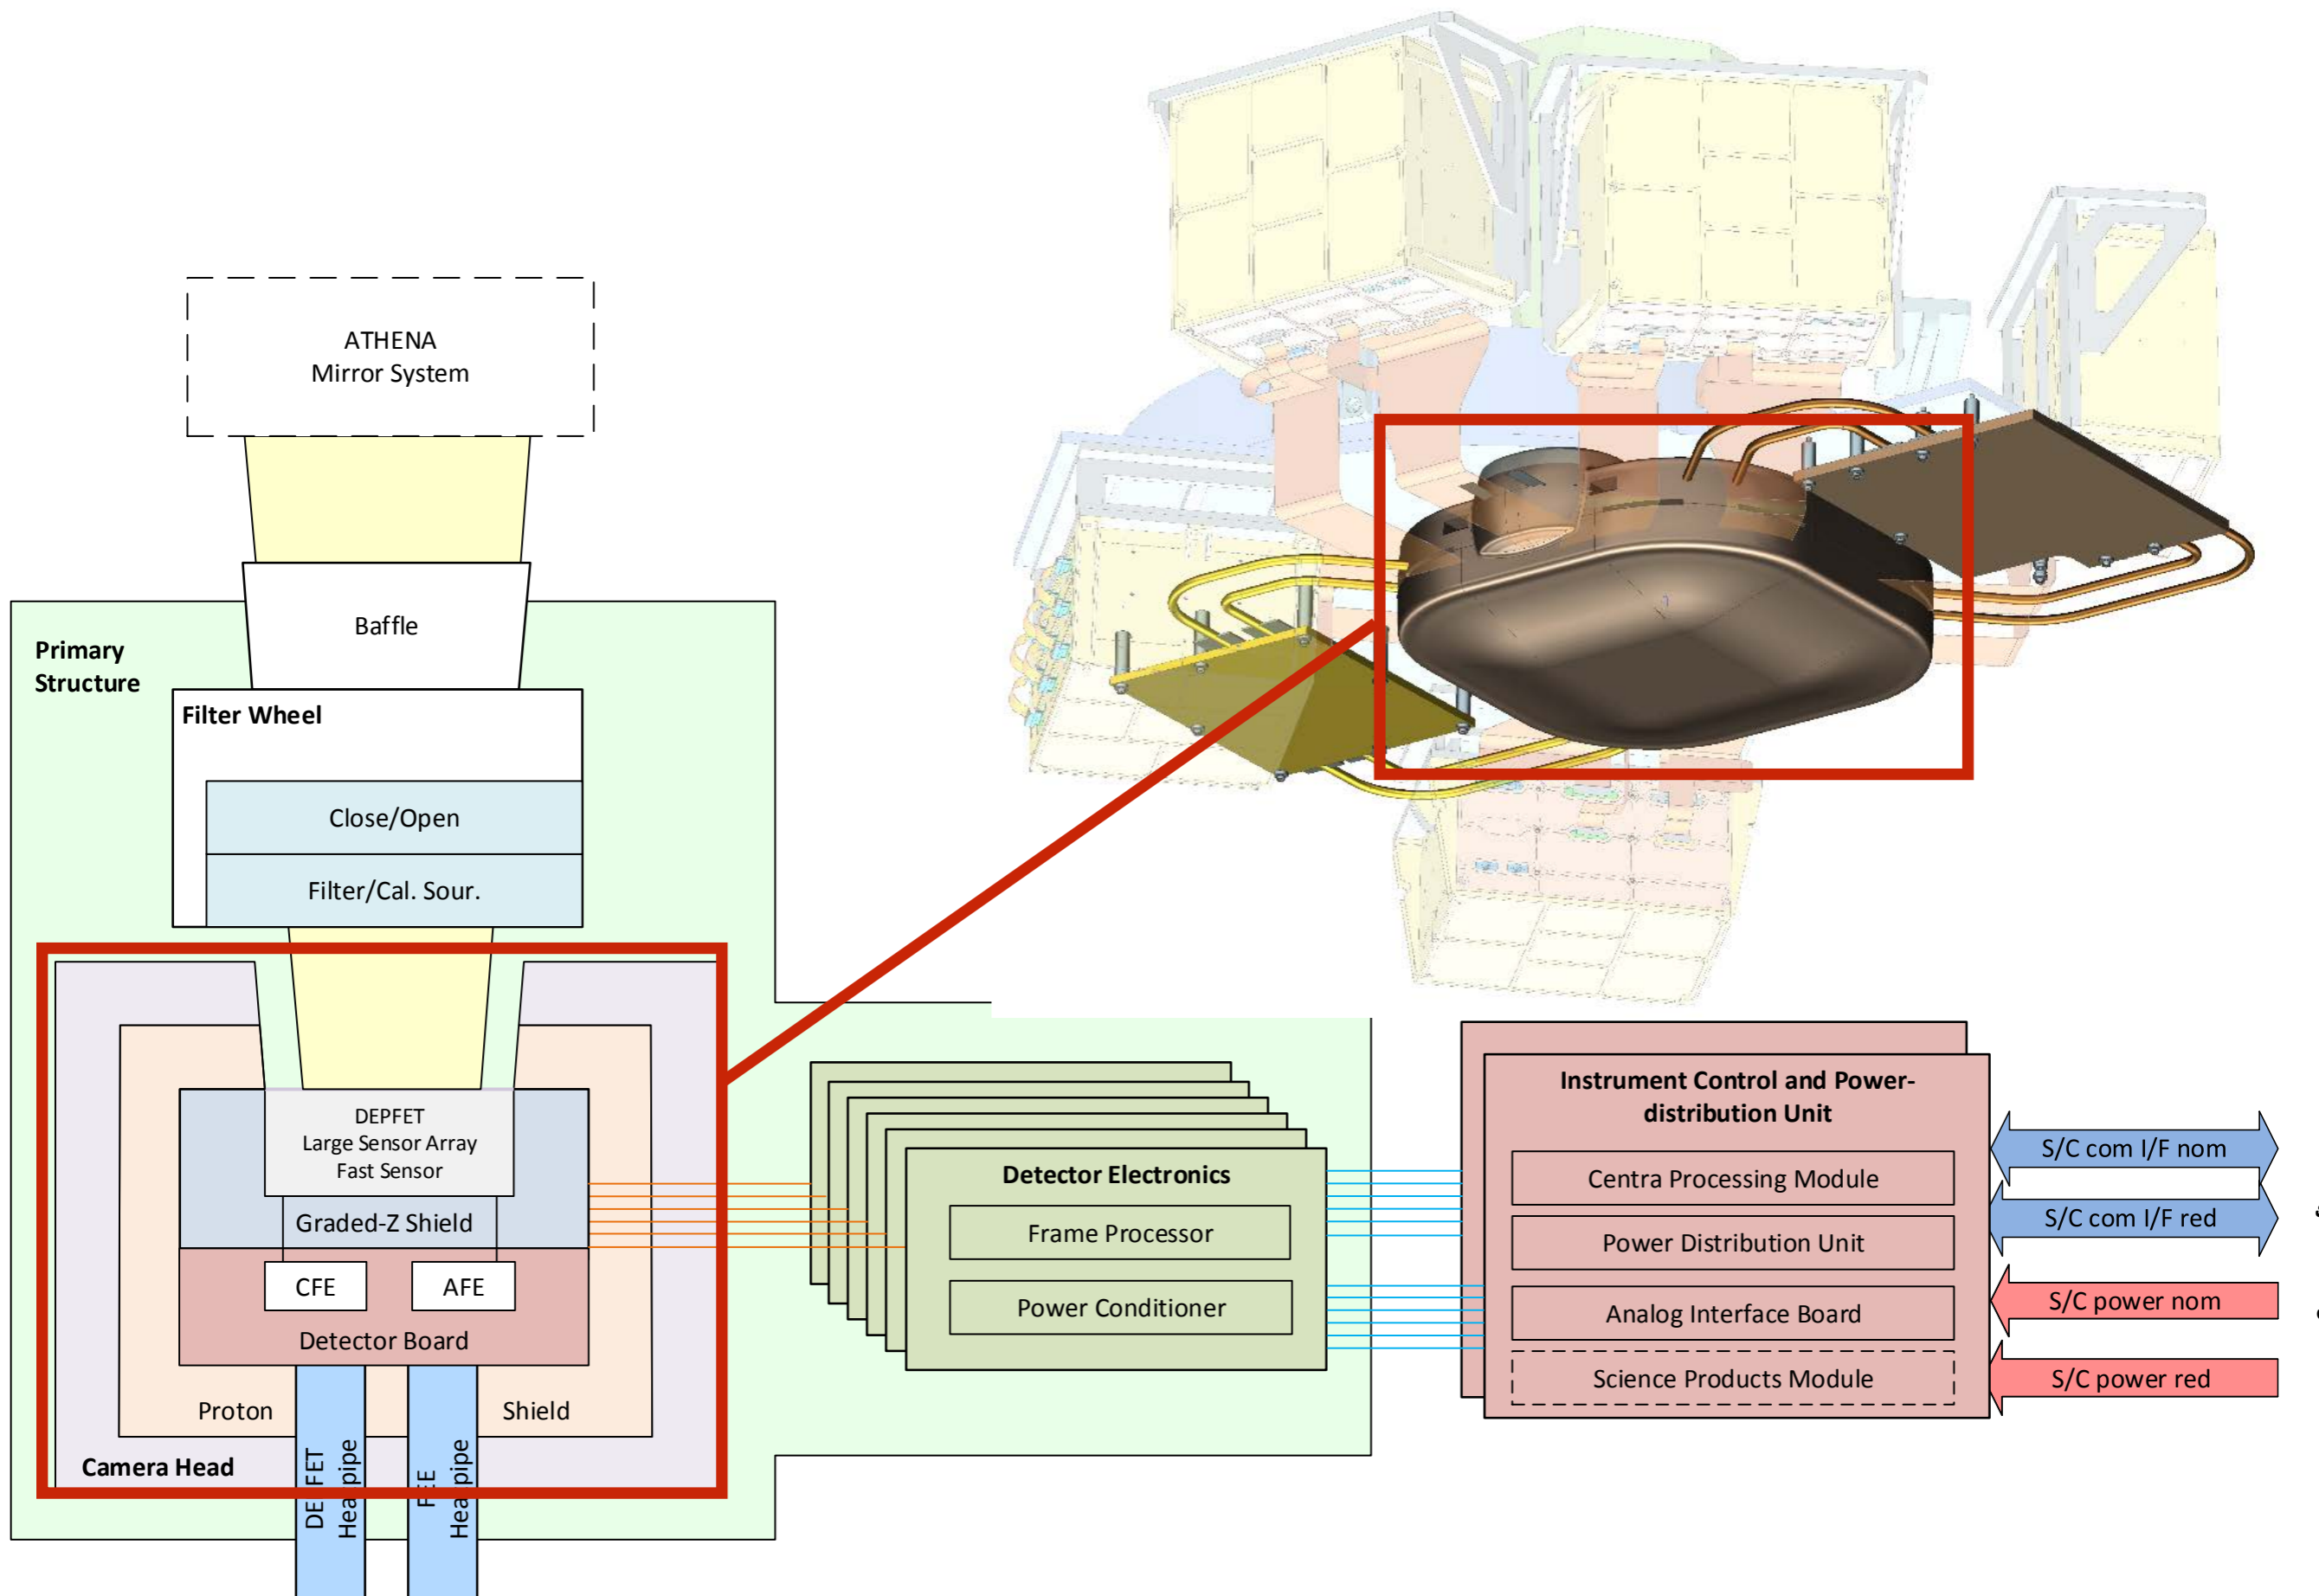 ATHENA
Mirror System
Baffle
Primary
Structure
Filter Wheel
Close/Open
Filter/Cal. Sour.
DEPFET
Large Sensor Array
Fast Sensor
Graded-Z Shield
CFE
AFE
Detector Board
Proton
Shield
Camera Head
DEPFET
Heatpipe
FEE
Heatpipe
Detector Electronics
Frame Processor
Power Conditioner
Instrument Control and Power-
distribution Unit
Centra Processing Module
Power Distribution Unit
Analog Interface Board
Science Products Module
S/C com I/F nom
S/C com I/F red
S/C power nom
S/C power red